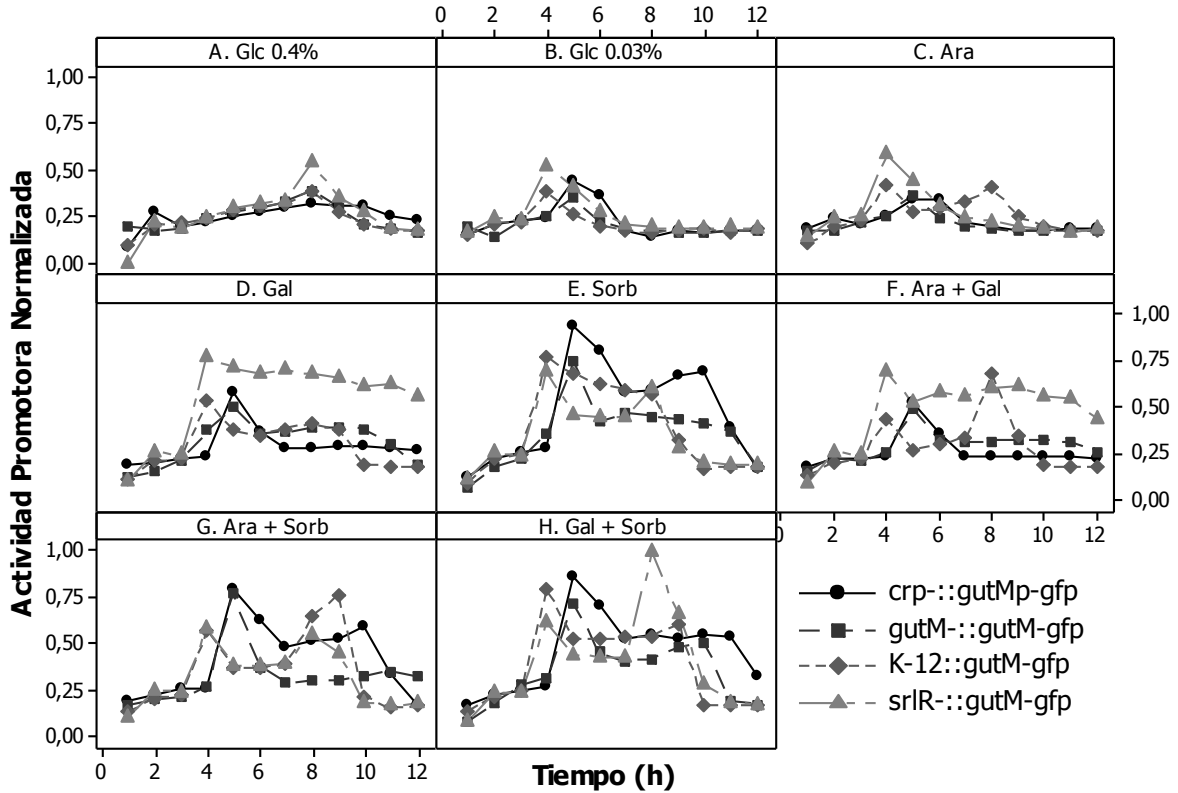 0 2 4 6 8 10 12
A. Glc 0.4%
B. Glc 0.03%
C. Ara
1,00
0,75
0,50
0,25
0,00
D. Gal
E. Sorb
F. Ara + Gal
1,00
0,75
0,50
0,25
0,00
G. Ara + Sorb
H. Gal + Sorb
0 2 4 6 8 10 12
1,00
0,75
0,50
0,25
0,00
crp-::gutMp-gfp
gutM-::gutM-gfp
K-12::gutM-gfp
srlR-::gutM-gfp
0 2 4 6 8 10 12
Tiempo (h)
Actividad Promotora Normalizada